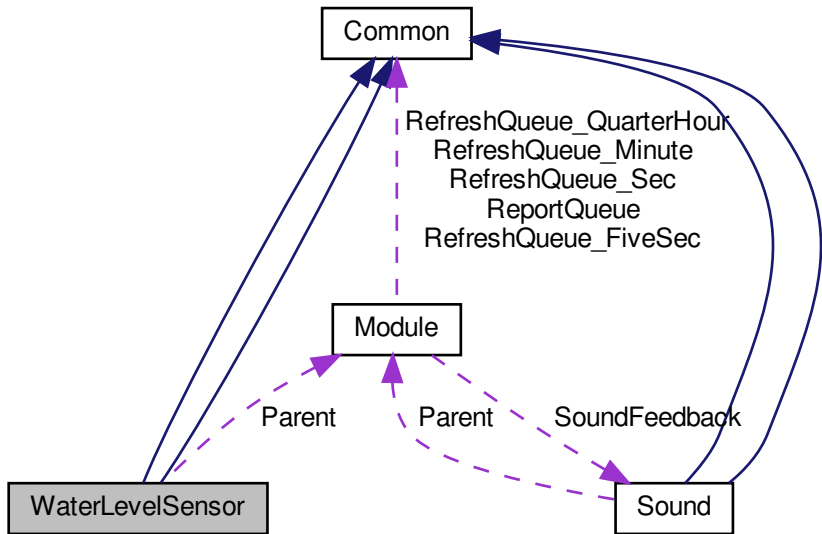 Common
RefreshQueue_QuarterHour
RefreshQueue_Minute
RefreshQueue_Sec
ReportQueue
RefreshQueue_FiveSec
Module
Parent
Parent
SoundFeedback
WaterLevelSensor
Sound